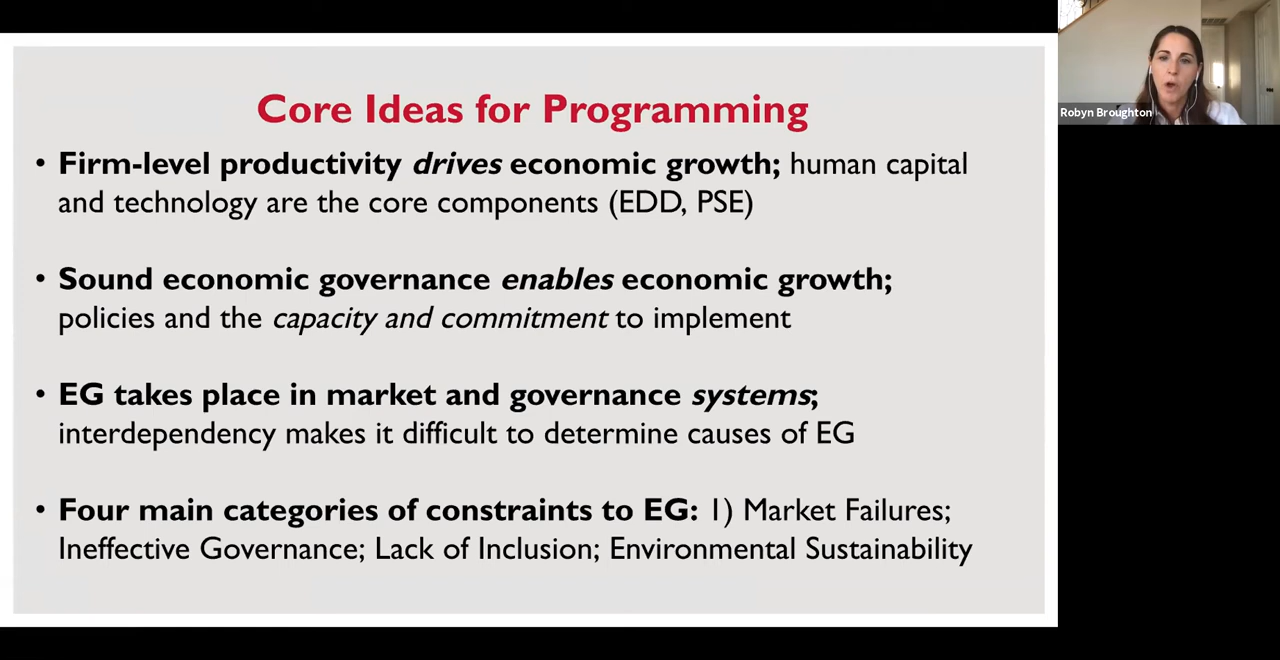 Core Ideas for Programming
• Firm-level productivity drives economic growth; human capital
and technology are the core components (EDD, PSE)
• Sound economic governance enables economic growth;
policies and the capacity and commitment to implement
• EG takes place in market and governance systems;
interdependency makes it difficult to determine causes of EG
• Four main categories of constraints to EG: 1) Market Failures;
Ineffective Governance; Lack of Inclusion; Environmental Sustainability
Robyn Broughton